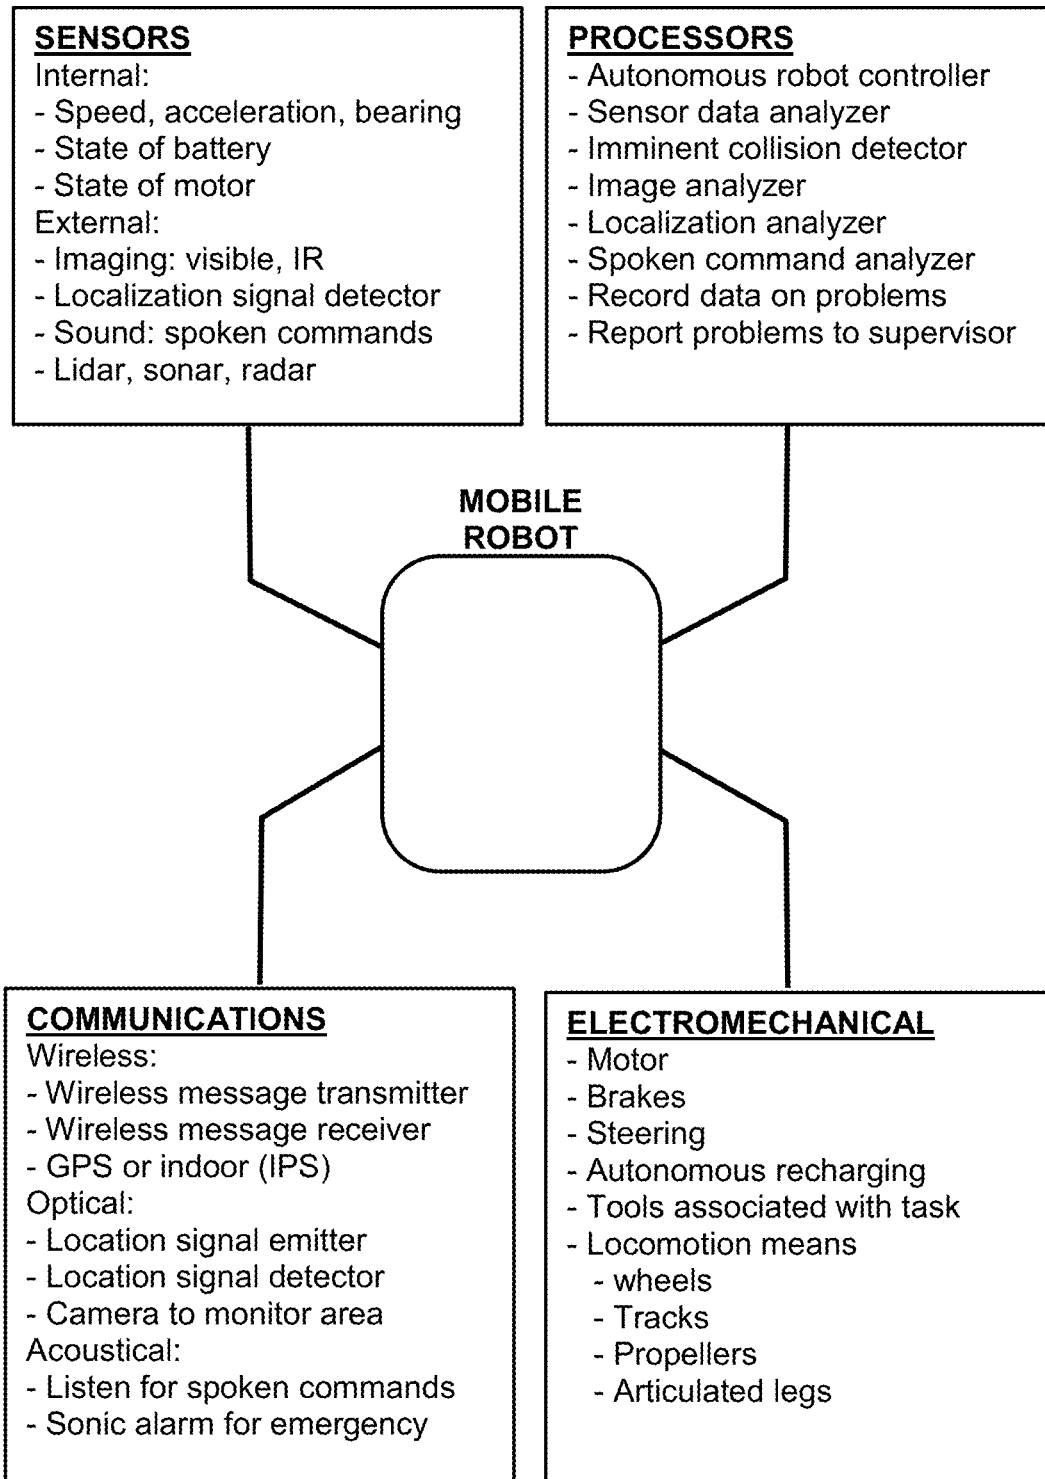 SENSORS
Internal:
- Speed, acceleration, bearing
- State of battery
- State of motor
External:
- Imaging: visible, IR
- Localization signal detector
- Sound: spoken commands
- Lidar, sonar, radar
PROCESSORS
- Autonomous robot controller
- Sensor data analyzer
- Imminent collision detector
- Image analyzer
- Localization analyzer
- Spoken command analyzer
- Record data on problems
- Report problems to supervisor
MOBILE
ROBOT
COMMUNICATIONS
Wireless:
- Wireless message transmitter
- Wireless message receiver
- GPS or indoor (IPS)
Optical:
- Location signal emitter
- Location signal detector
- Camera to monitor area
Acoustical:
- Listen for spoken commands
- Sonic alarm for emergency
ELECTROMECHANICAL
- Motor
- Brakes
- Steering
- Autonomous recharging
- Tools associated with task
- Locomotion means
- wheels
- Tracks
- Propellers
- Articulated legs